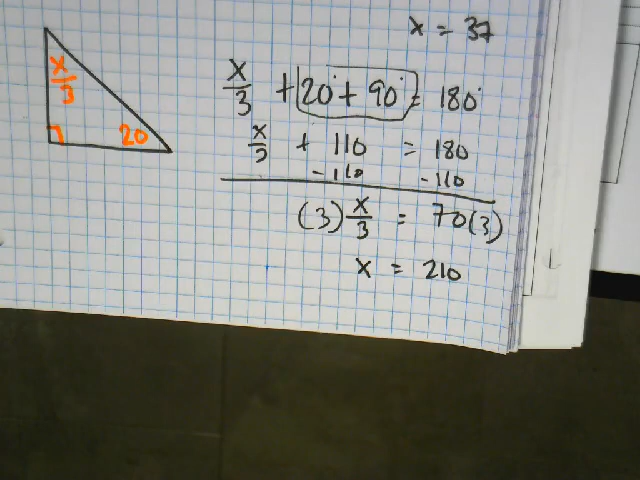 x = 37
x/3 + 20° + 90° = 180°
x/3 + 110 = 180
-110 -110
(3) x/3 = 70(3)
x = 210
x/3
20